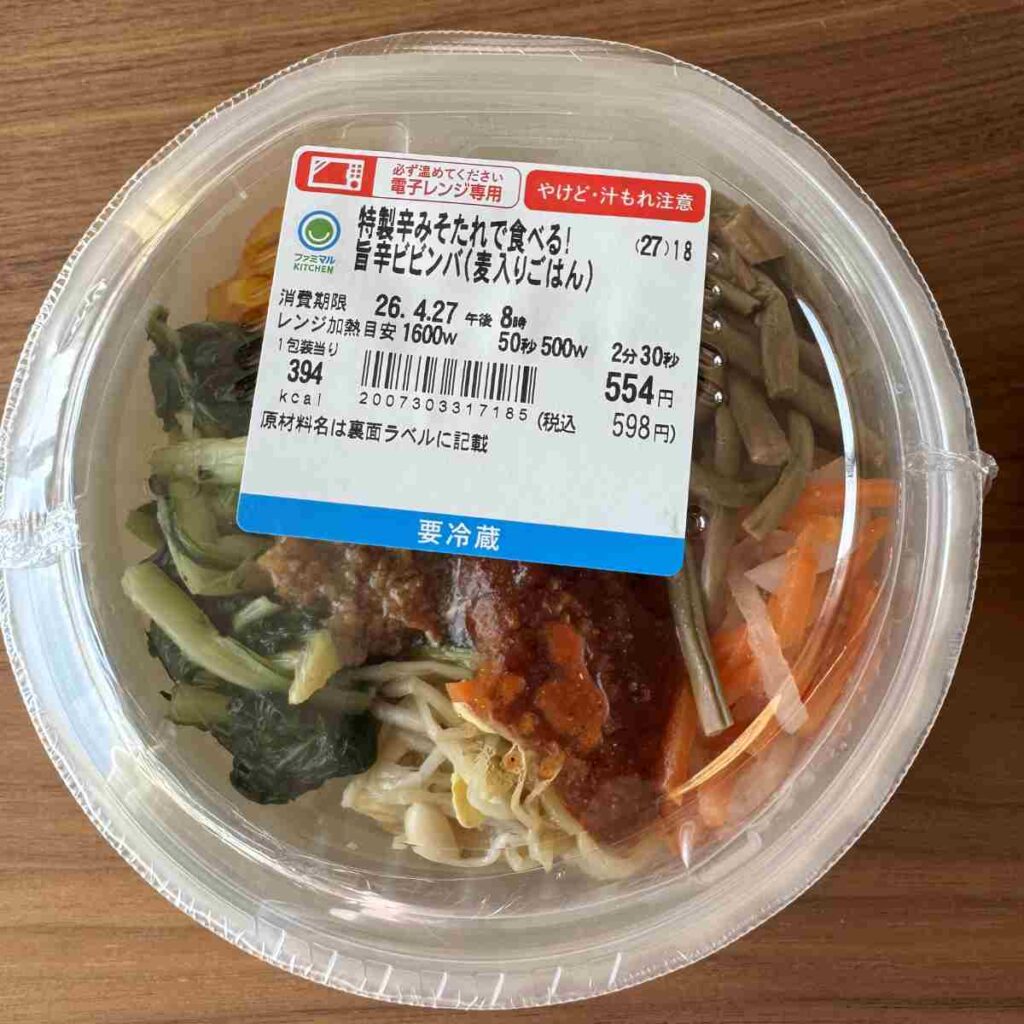 必ず温めてください
電子レンジ専用
やけど・汁もれ注意
ファミマル
KITCHEN
特製辛みそたれで食べる!
(27)18
旨辛ビビンバ(麦入りごはん)
消費期限 26. 4.27 午後 8時
レンジ加熱目安 1600w 50秒 500w 2分30秒
1包装当り
394
kcal
2007303317185
554円
(税込 598円)
原材料名は裏面ラベルに記載
要冷蔵